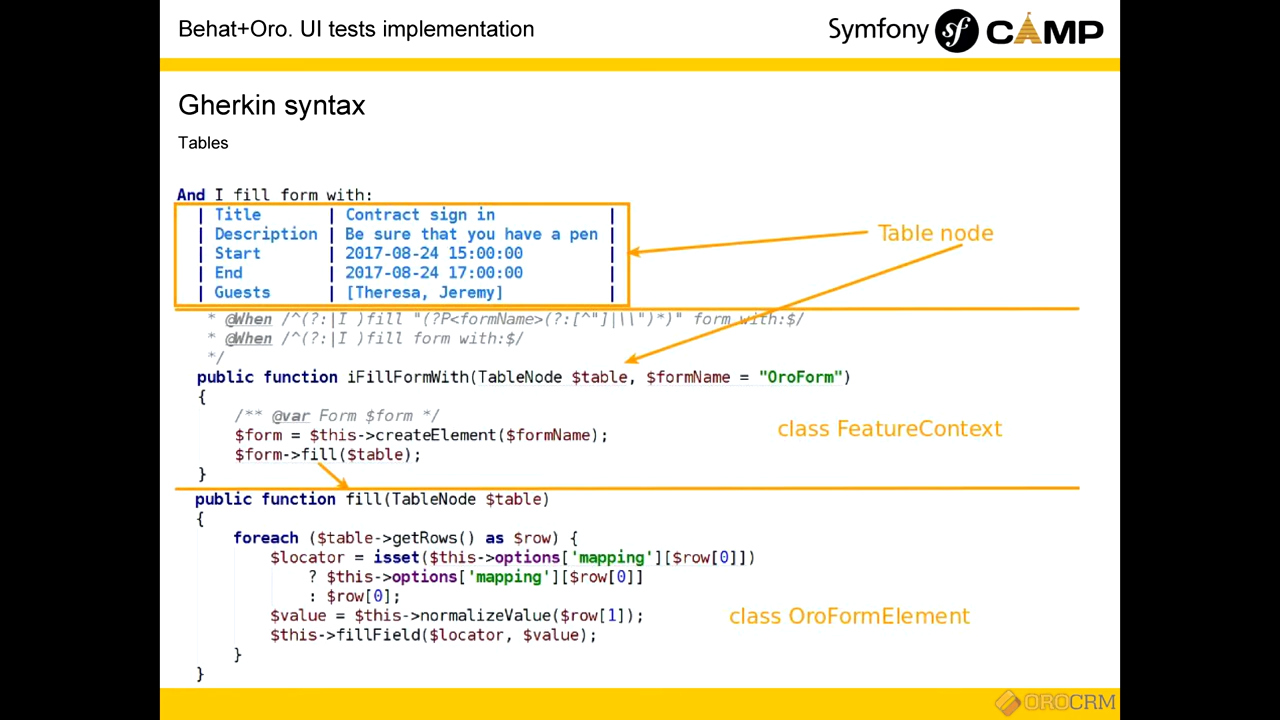 Behat+Oro. UI tests implementation
Symfony sf CAMP
Gherkin syntax
Tables
And I fill form with:
| Title | Contract sign in |
| Description | Be sure that you have a pen |
| Start | 2017-08-24 15:00:00 |
| End | 2017-08-24 17:00:00 |
| Guests | [Theresa, Jeremy] |
Table node
* @When /^(?:|I )fill "(?P<formName>(?:[^"]|\\")*)" form with:$/
* @When /^(?:|I )fill form with:$/
*/
public function iFillFormWith(TableNode $table, $formName = "OroForm")
{
/** @var Form $form */
$form = $this->createElement($formName);
$form->fill($table);
}
class FeatureContext
public function fill(TableNode $table)
{
foreach ($table->getRows() as $row) {
$locator = isset($this->options['mapping'][$row[0]])
? $this->options['mapping'][$row[0]]
: $row[0];
$value = $this->normalizeValue($row[1]);
$this->fillField($locator, $value);
}
}
class OroFormElement
OROCRM